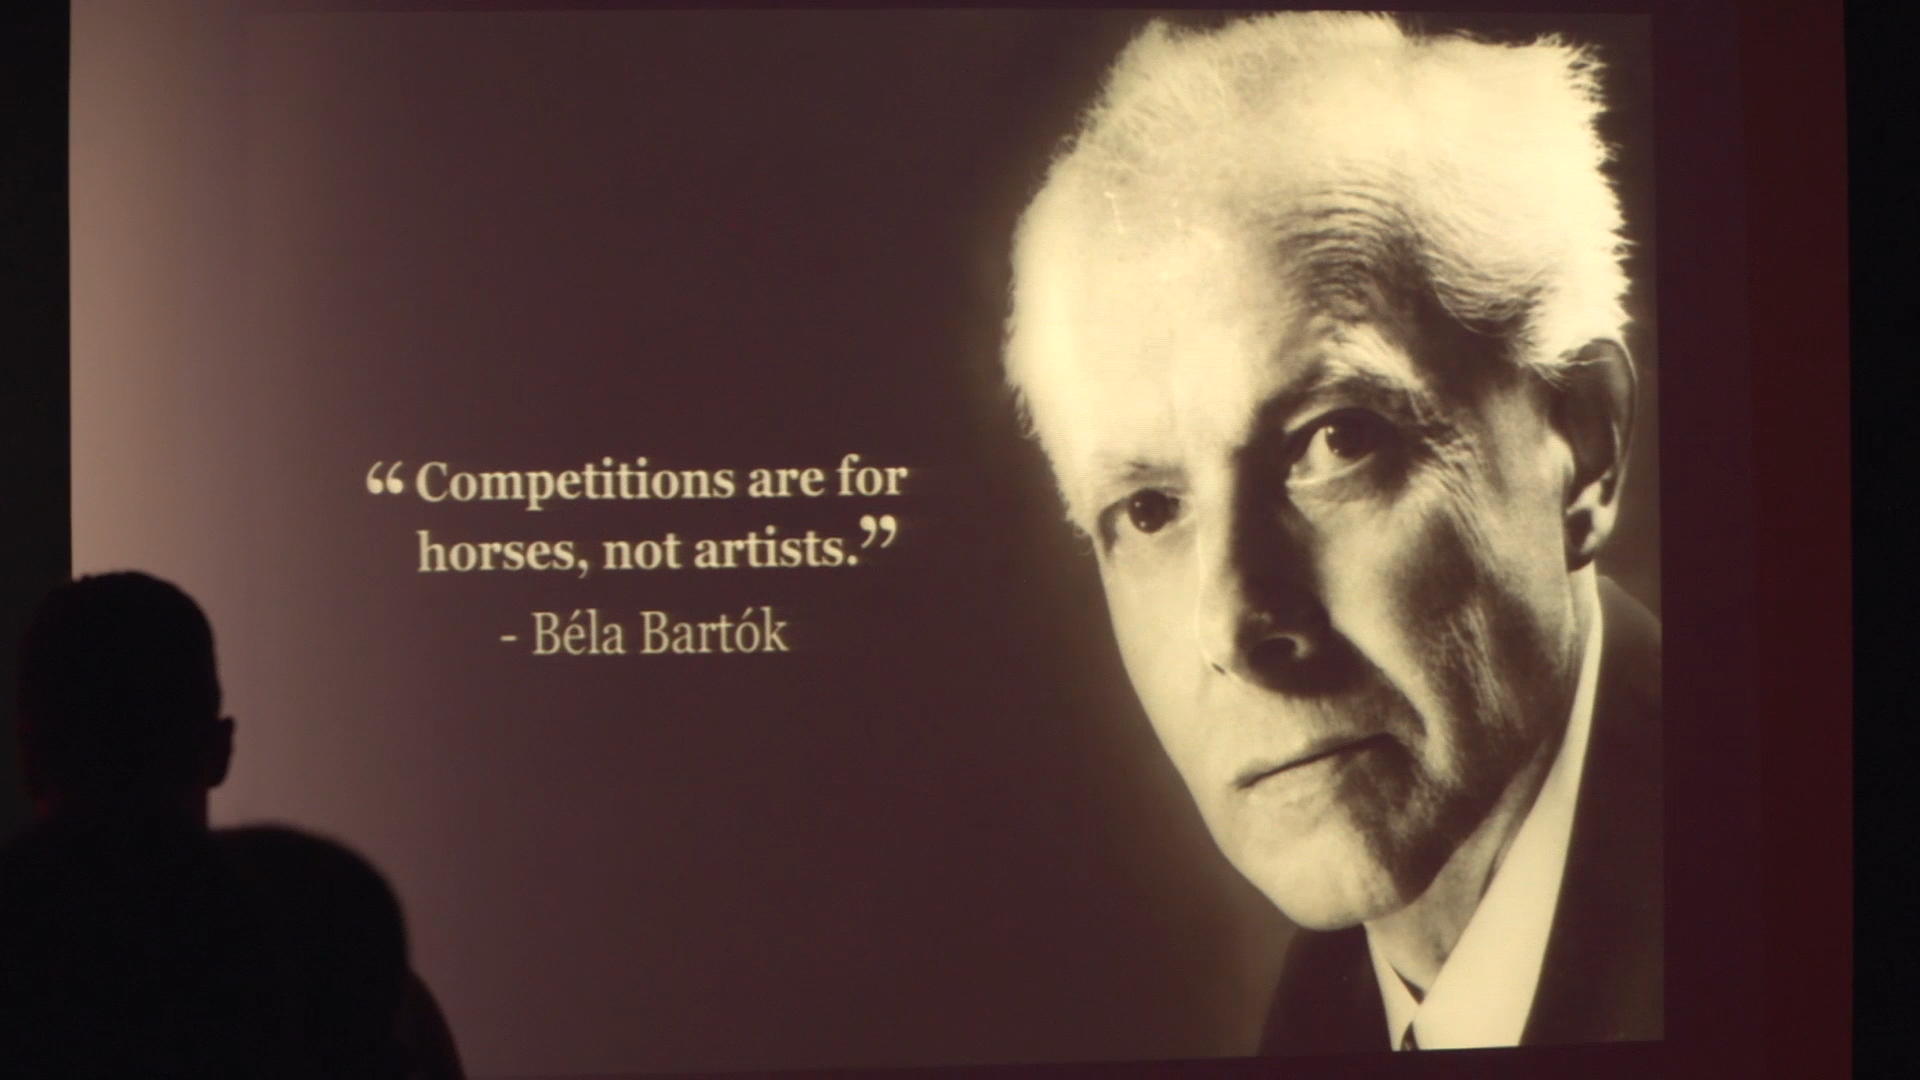 “Competitions are for
horses, not artists.”
- Béla Bartók